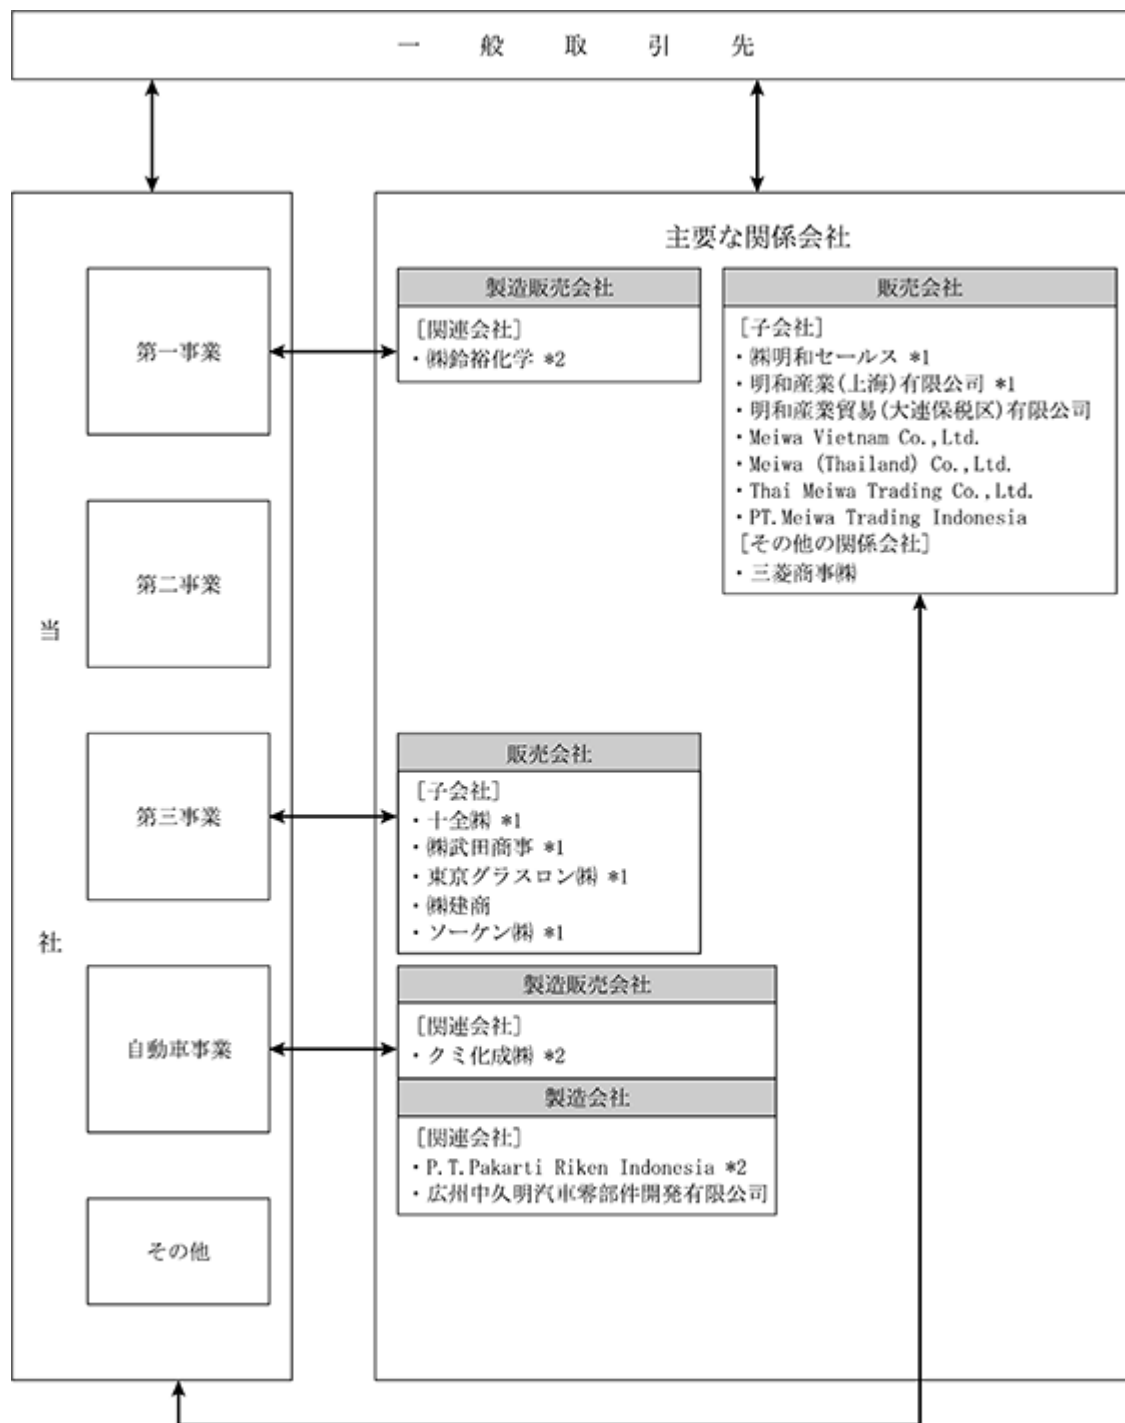 一般取引先
当社
第一事業
第二事業
第三事業
自動車事業
その他
主要な関係会社
製造販売会社
[関連会社]
・㈱鈴裕化学 *2
販売会社
[子会社]
・㈱明和セールス *1
・明和産業(上海)有限公司 *1
・明和産業貿易(大連保税区)有限公司
・Meiwa Vietnam Co.,Ltd.
・Meiwa (Thailand) Co.,Ltd.
・Thai Meiwa Trading Co.,Ltd.
・PT.Meiwa Trading Indonesia
[その他の関係会社]
・三菱商事㈱
販売会社
[子会社]
・十全㈱ *1
・㈱武田商事 *1
・東京グラスロン㈱ *1
・㈱建商
・ソーケン㈱ *1
製造販売会社
[関連会社]
・クミ化成㈱ *2
製造会社
[関連会社]
・P.T.Pakarti Riken Indonesia *2
・広州中久明汽車零部件開発有限公司